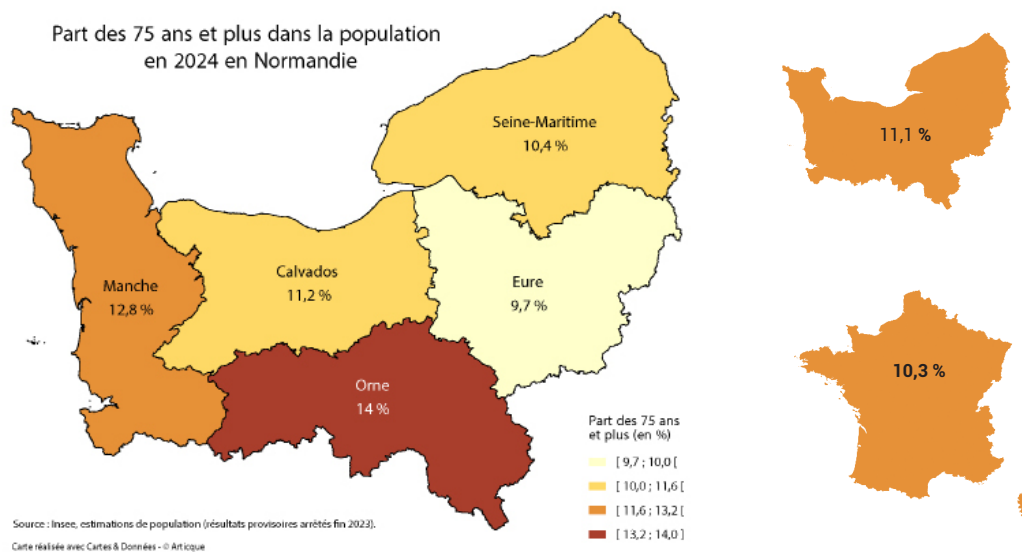 Part des 75 ans et plus dans la population
en 2024 en Normandie
Seine-Maritime
10,4 %
Calvados
11,2 %
Manche
12,8 %
Eure
9,7 %
Orne
14 %
11,1 %
10,3 %
Part des 75 ans
et plus (en %)
[ 9,7 ; 10,0 [
[ 10,0 ; 11,6 [
[ 11,6 ; 13,2 [
[ 13,2 ; 14,0 ]
Source : Insee, estimations de population (résultats provisoires arrêtés fin 2023).
Carte réalisée avec Cartes & Données - © Articque